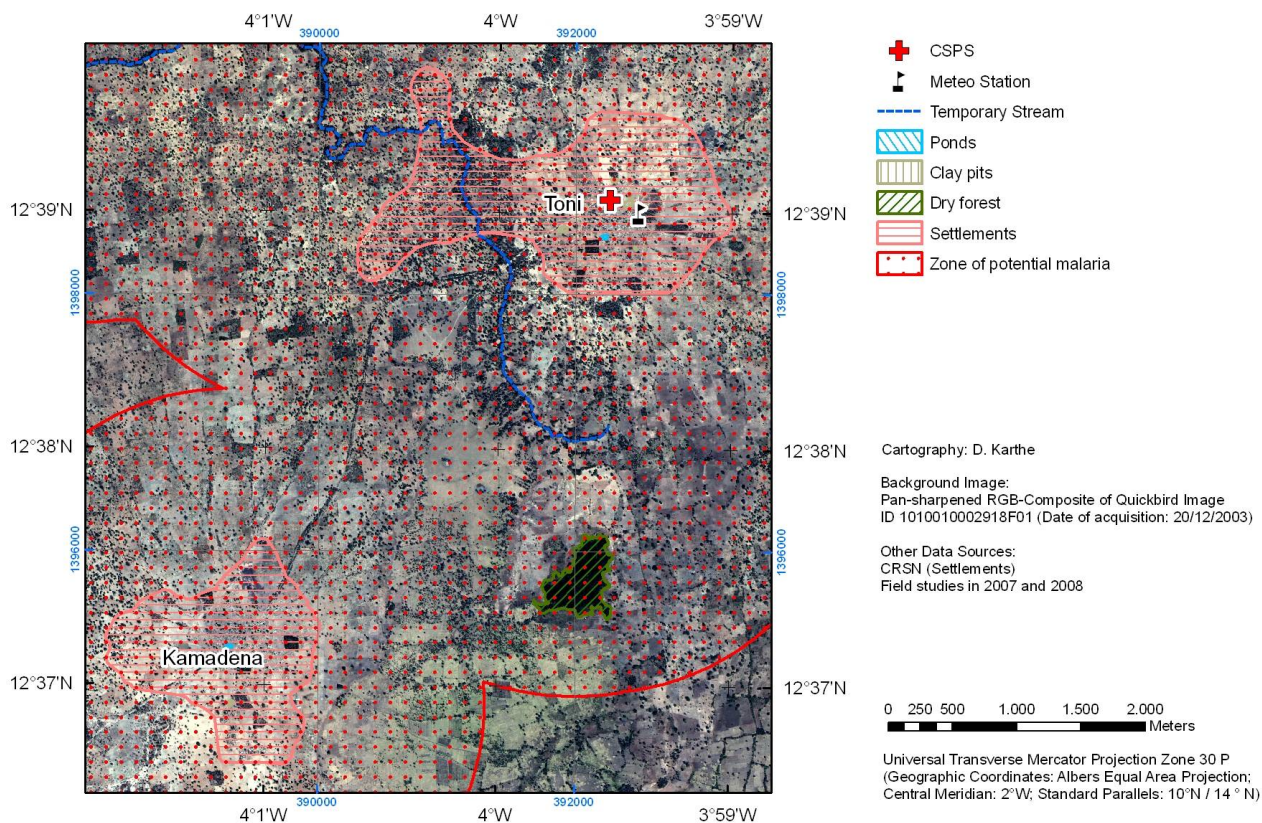 4°1'W 4°W 3°59'W
390000 392000
12°39'N 12°39'N
1398000 1398000
12°38'N 12°38'N
1396000 1396000
12°37'N 12°37'N
390000 392000
4°1'W 4°W 3°59'W
Toni
Kamadena
CSPS
Meteo Station
Temporary Stream
Ponds
Clay pits
Dry forest
Settlements
Zone of potential malaria
Cartography: D. Karthe
Background Image:
Pan-sharpened RGB-Composite of Quickbird Image
ID 1010010002918F01 (Date of acquisition: 20/12/2003)
Other Data Sources:
CRSN (Settlements)
Field studies in 2007 and 2008
0 250 500 1.000 1.500 2.000
Meters
Universal Transverse Mercator Projection Zone 30 P
(Geographic Coordinates: Albers Equal Area Projection;
Central Meridian: 2°W; Standard Parallels: 10°N / 14 ° N)